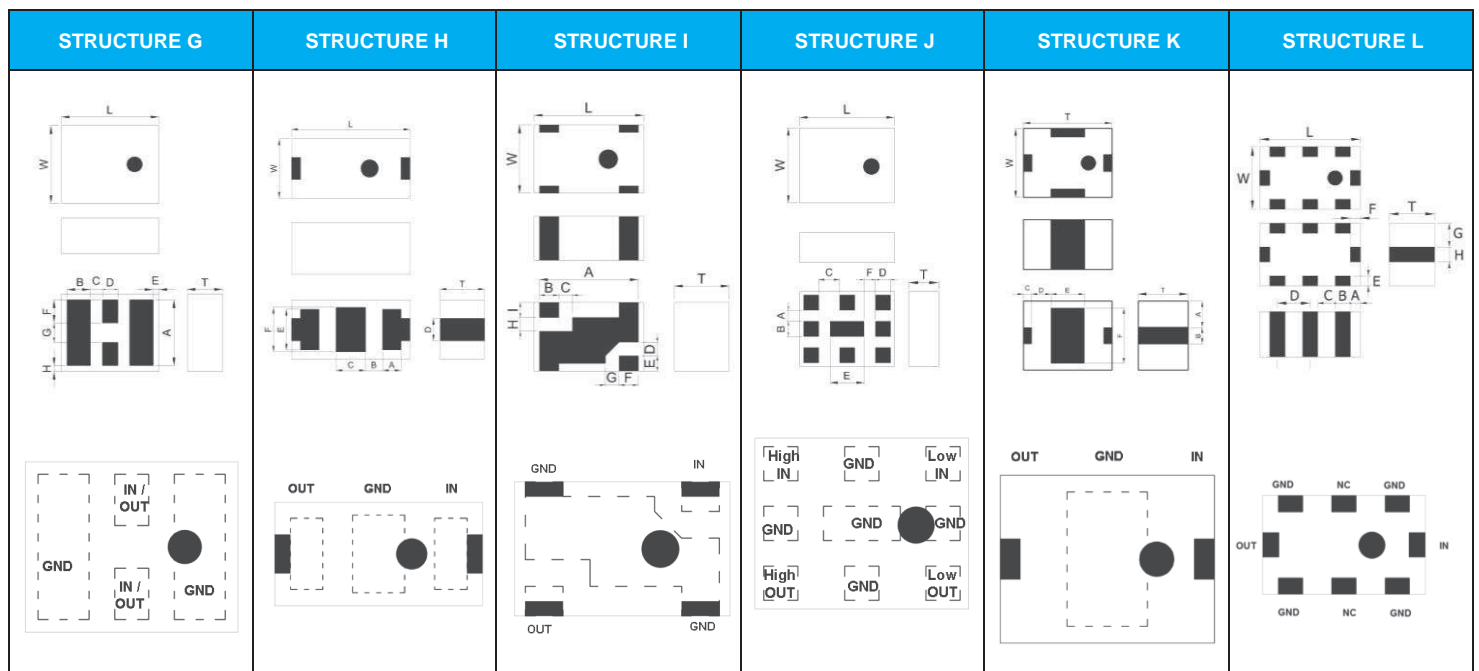 STRUCTURE G
STRUCTURE H
STRUCTURE I
STRUCTURE J
STRUCTURE K
STRUCTURE L
L
W
B
C
D
E
F
G
H
A
T
IN /
OUT
GND
IN /
OUT
GND
L
W
F
E
D
T
C
B
A
OUT
GND
IN
L
W
A
B
C
I
H
D
E
G
F
T
GND
IN
OUT
GND
L
W
C
F
D
A
B
E
T
High
IN
GND
Low
IN
GND
GND
GND
High
OUT
GND
Low
OUT
T
W
C
D
E
F
T
A
B
OUT
GND
IN
L
W
F
T
G
H
E
D
C
B
A
GND
NC
GND
OUT
IN
GND
NC
GND